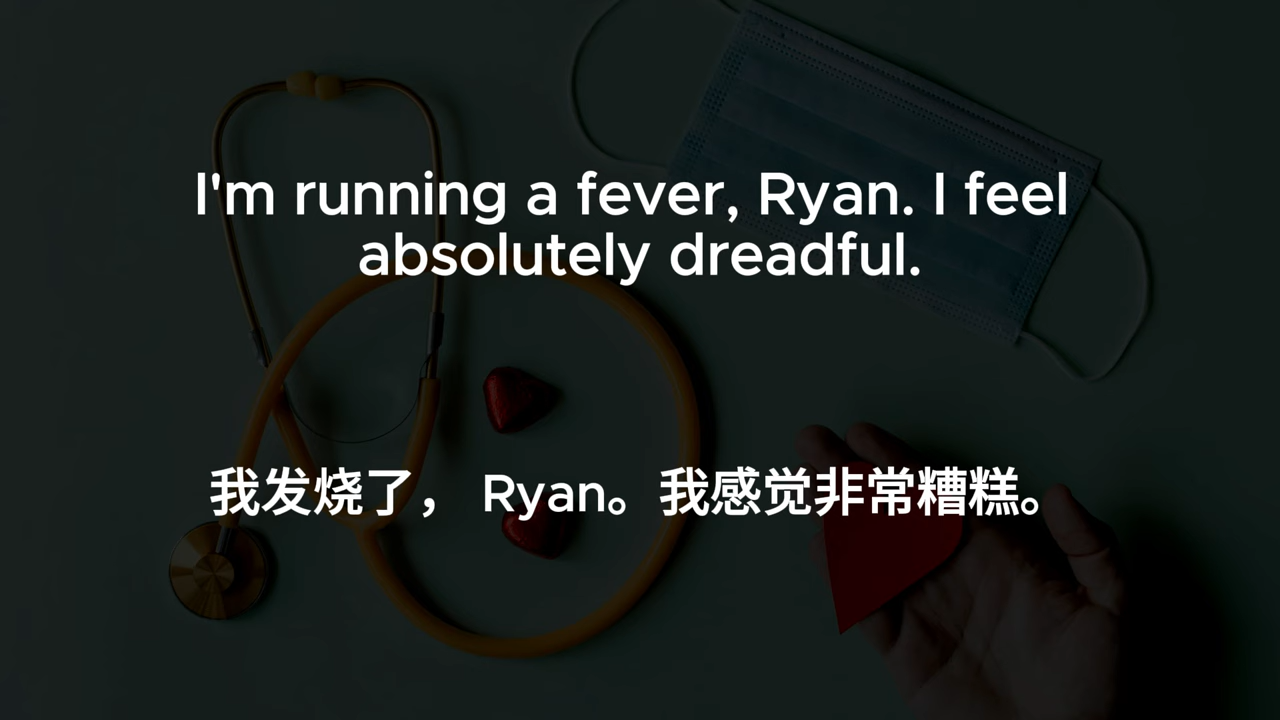 I'm running a fever, Ryan. I feel
absolutely dreadful.
我发烧了， Ryan。我感觉非常糟糕。